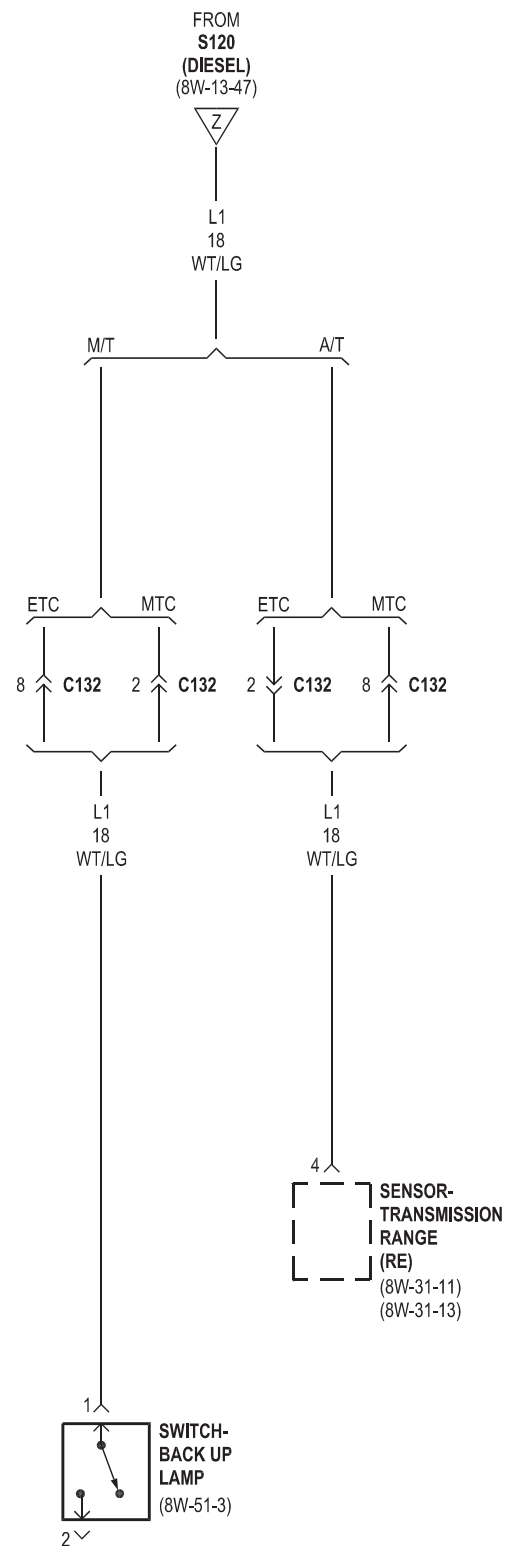 FROM
S120
(DIESEL)
(8W-13-47)
Z
L1
18
WT/LG
M/T
A/T
ETC
MTC
ETC
MTC
8
C132
2
C132
2
C132
8
C132
L1
18
WT/LG
L1
18
WT/LG
4
SENSOR-
TRANSMISSION
RANGE
(RE)
(8W-31-11)
(8W-31-13)
1
SWITCH-
BACK UP
LAMP
(8W-51-3)
2